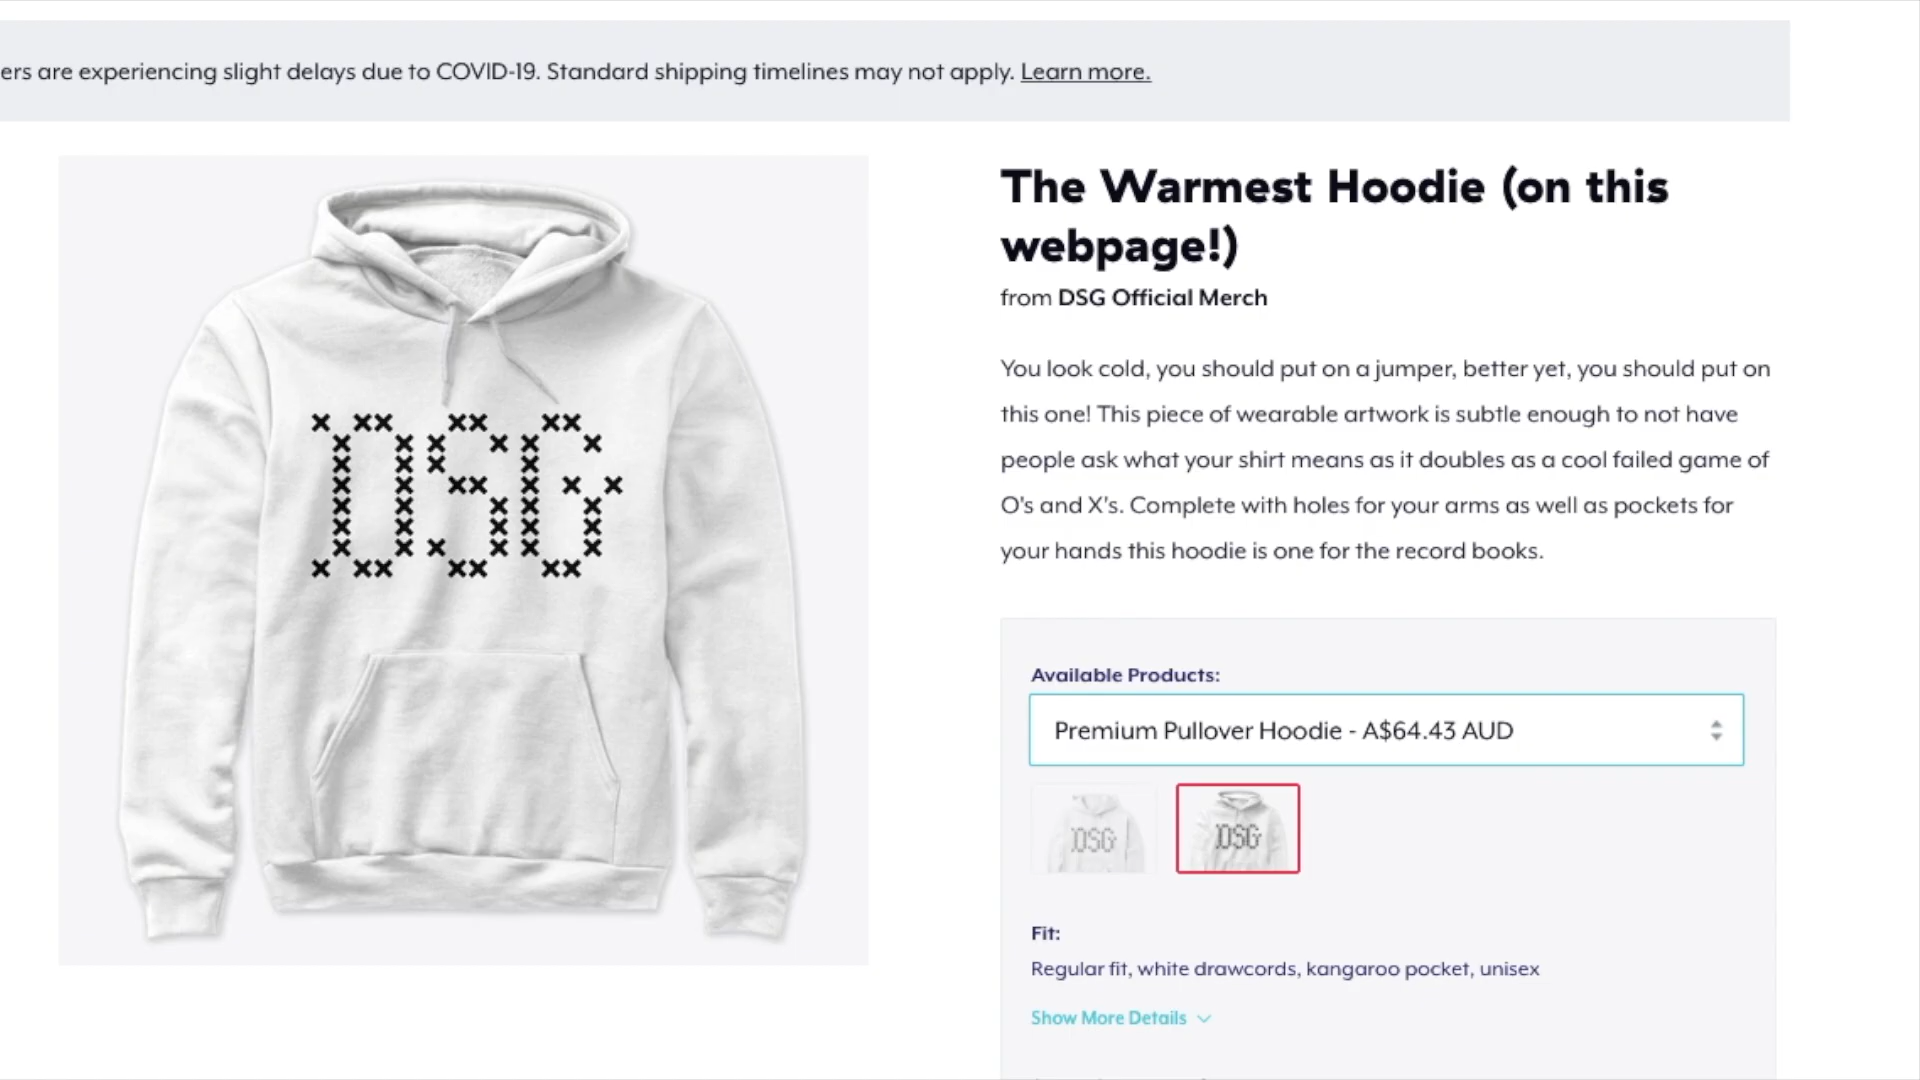 ers are experiencing slight delays due to COVID-19. Standard shipping timelines may not apply. Learn more.
The Warmest Hoodie (on this
webpage!)
from DSG Official Merch
You look cold, you should put on a jumper, better yet, you should put on
this one! This piece of wearable artwork is subtle enough to not have
people ask what your shirt means as it doubles as a cool failed game of
O's and X's. Complete with holes for your arms as well as pockets for
your hands this hoodie is one for the record books.
DSG
Available Products:
Premium Pullover Hoodie - A$64.43 AUD
DSG DSG
Fit:
Regular fit, white drawcords, kangaroo pocket, unisex
Show More Details